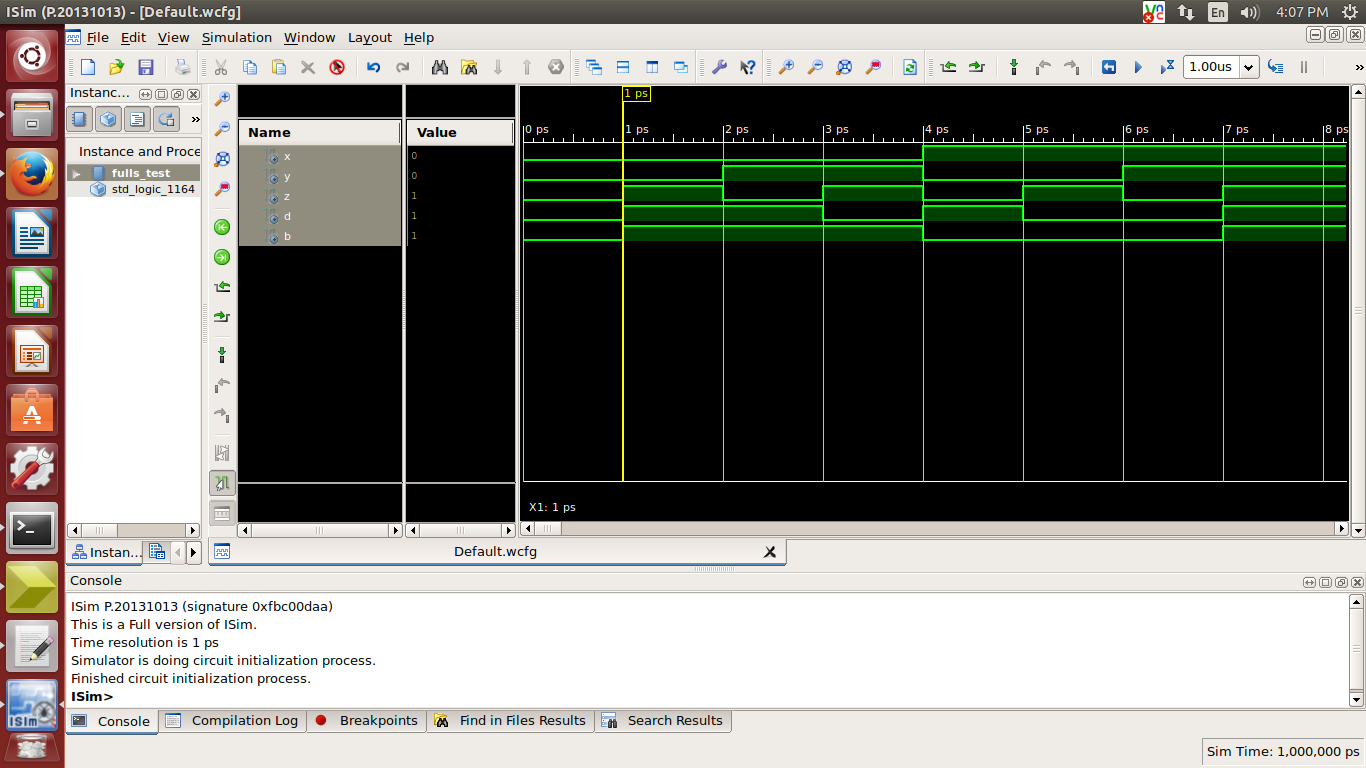 ISim (P.20131013) - [Default.wcfg]
En
4:07 PM
File Edit View Simulation Window Layout Help
1.00us
Instanc...
Instance and Proce
fulls_test
std_logic_1164
Instan...
Name
Value
x 0
y 0
z 1
d 1
b 1
1 ps
0 ps 1 ps 2 ps 3 ps 4 ps 5 ps 6 ps 7 ps 8 ps
X1: 1 ps
Default.wcfg
Console
ISim P.20131013 (signature 0xfbc00daa)
This is a Full version of ISim.
Time resolution is 1 ps
Simulator is doing circuit initialization process.
Finished circuit initialization process.
ISim>
Console Compilation Log Breakpoints Find in Files Results Search Results
Sim Time: 1,000,000 ps
ISim